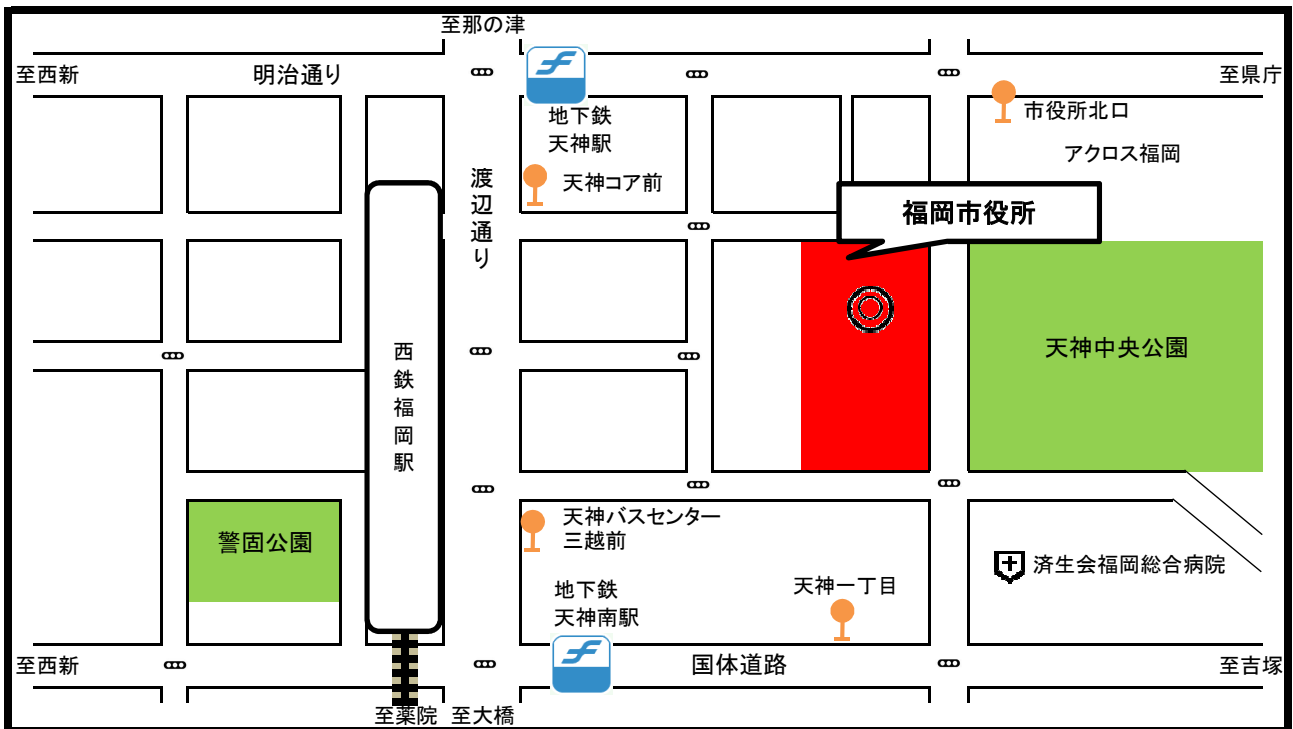 至那の津
至西新
明治通り
至県庁
地下鉄
天神駅
市役所北口
アクロス福岡
渡辺通り
天神コア前
福岡市役所
西鉄福岡駅
天神中央公園
警固公園
天神バスセンター
三越前
済生会福岡総合病院
地下鉄
天神南駅
天神一丁目
至西新
国体道路
至吉塚
至薬院
至大橋